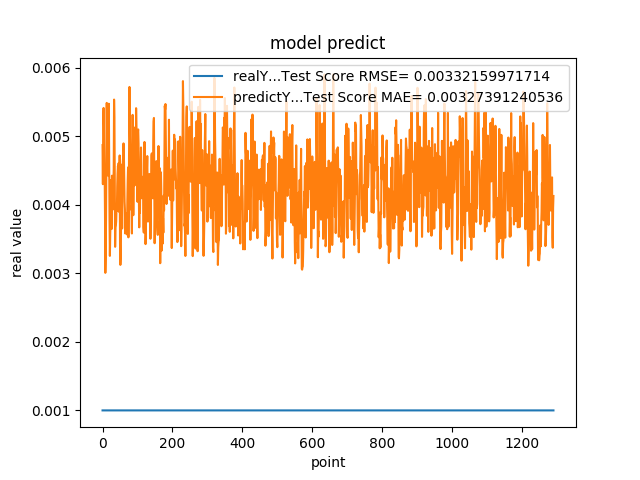 model predict
realY...Test Score RMSE= 0.00332159971714
predictY...Test Score MAE= 0.00327391240536
0.006
0.005
0.004
0.003
0.002
0.001
real value
0 200 400 600 800 1000 1200
point